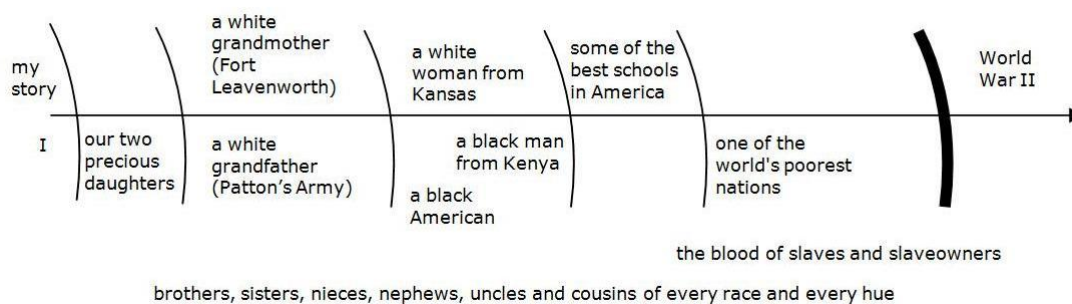 my
story
I
our two
precious
daughters
a white
grandmother
(Fort
Leavenworth)
a white
grandfather
(Patton's Army)
a white
woman from
Kansas
a black man
from Kenya
a black
American
some of the
best schools
in America
one of the
world's poorest
nations
World
War II
the blood of slaves and slaveowners
brothers, sisters, nieces, nephews, uncles and cousins of every race and every hue